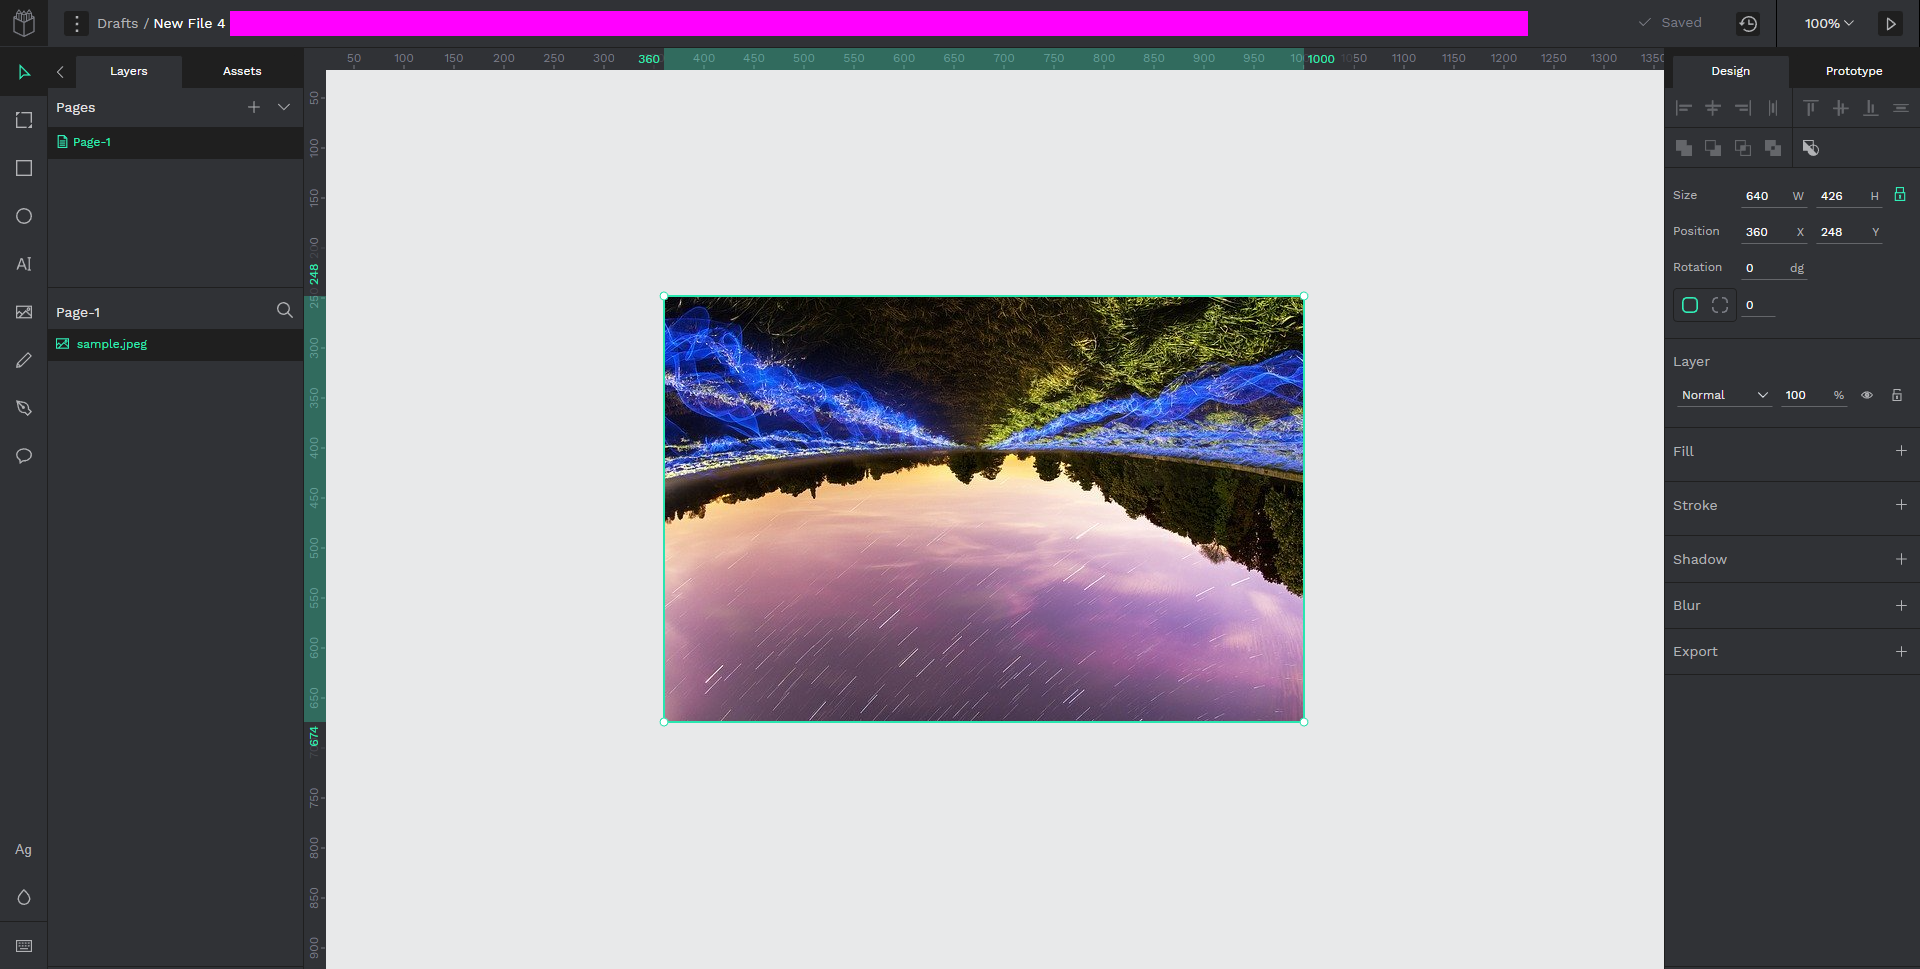 Drafts / New File 4
Saved
100%
Layers
Assets
Pages
Page-1
Page-1
sample.jpeg
50 100 150 200 250 300 360 400 450 500 550 600 650 700 750 800 850 900 950 1000 1050 1100 1150 1200 1250 1300 1350
50
100
150
200
248
250
300
350
400
450
500
550
600
650
674
750
800
850
900
Design
Prototype
Size 640 W 426 H
Position 360 X 248 Y
Rotation 0 dg
0
Layer
Normal 100 %
Fill
Stroke
Shadow
Blur
Export
AI
Ag